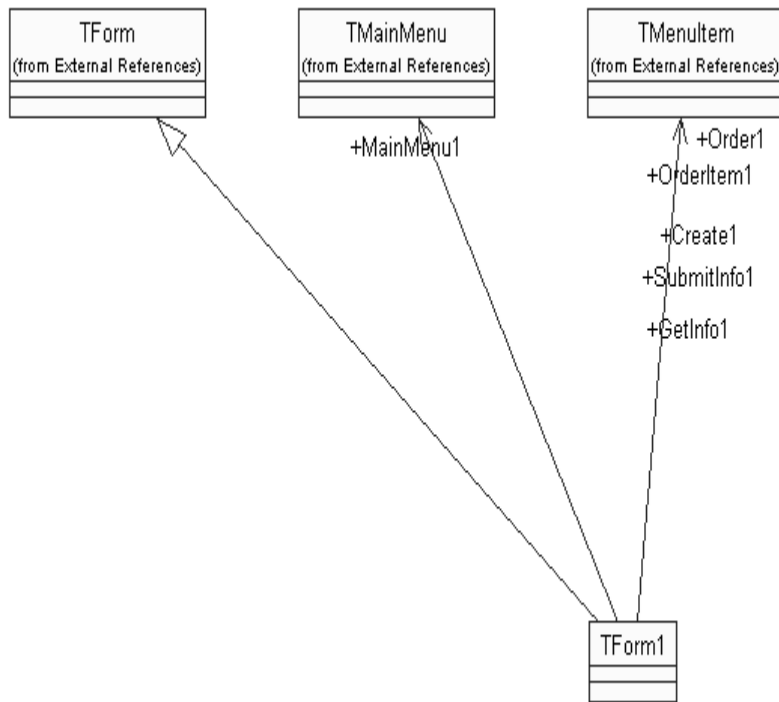 TForm
(from External References)
TMainMenu
(from External References)
TMenuItem
(from External References)
+MainMenu1
+Order1
+OrderItem1
+Create1
+SubmitInfo1
+GetInfo1
TForm1